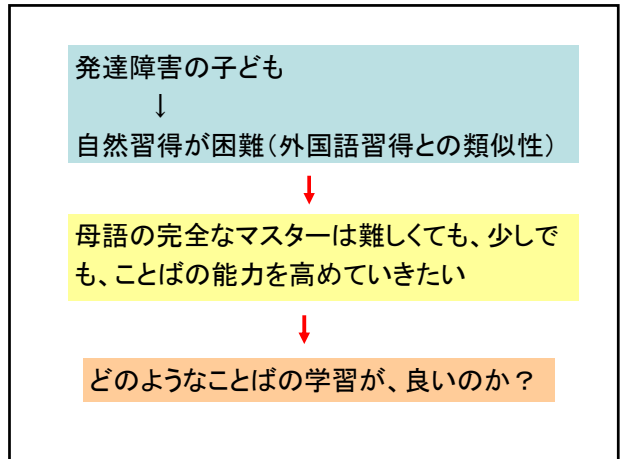 発達障害の子ども
↓
自然習得が困難（外国語習得との類似性）
母語の完全なマスターは難しくても、少しで
も、ことばの能力を高めていきたい
どのようなことばの学習が、良いのか？